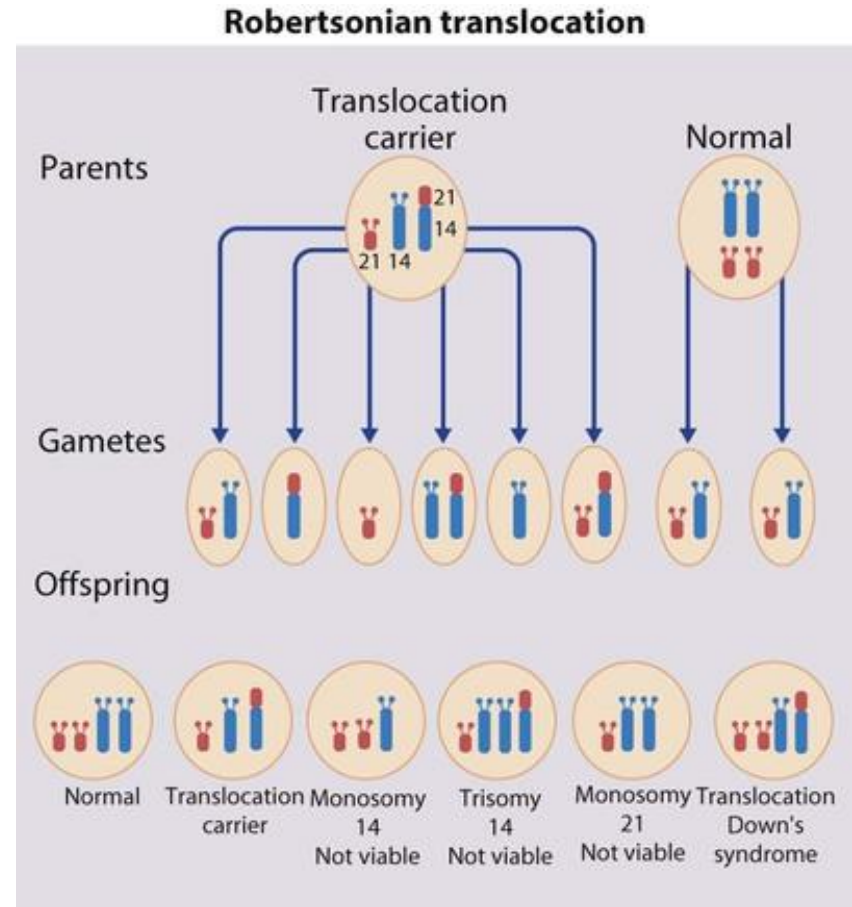 Robertsonian translocation
Translocation
carrier
Normal
Parents
21
14
21 14
Gametes
Offspring
Normal
Translocation
carrier
Monosomy
14
Not viable
Trisomy
14
Not viable
Monosomy
21
Not viable
Translocation
Down's
syndrome